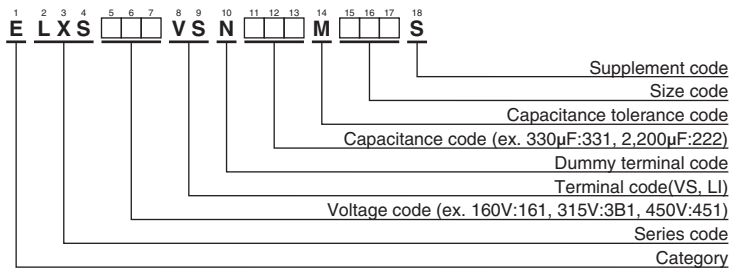 1 2 3 4 5 6 7 8 9 10 11 12 13 14 15 16 17 18
E LXS VS N M S
Supplement code
Size code
Capacitance tolerance code
Capacitance code (ex. 330μF:331, 2,200μF:222)
Dummy terminal code
Terminal code(VS, LI)
Voltage code (ex. 160V:161, 315V:3B1, 450V:451)
Series code
Category